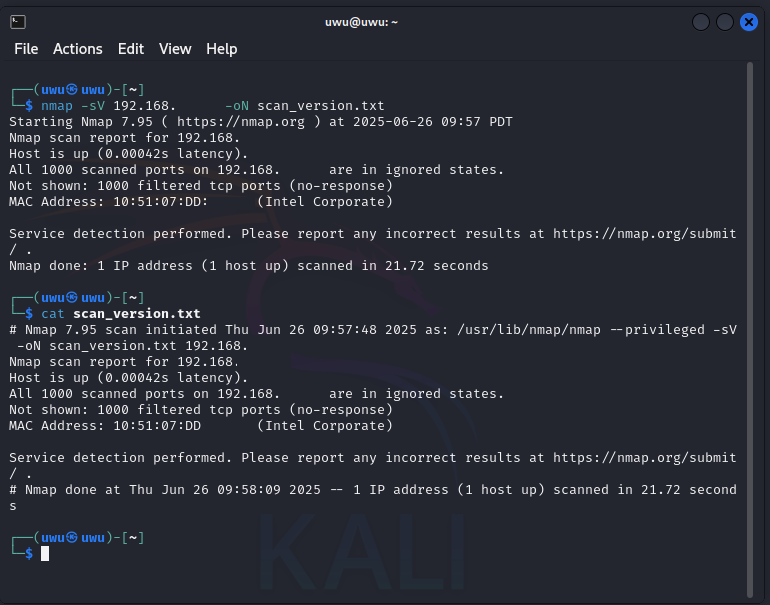 uwu@uwu: ~
File Actions Edit View Help
┌──(uwu㉿uwu)-[~]
└─$ nmap -sV 192.168. -oN scan_version.txt
Starting Nmap 7.95 ( https://nmap.org ) at 2025-06-26 09:57 PDT
Nmap scan report for 192.168.
Host is up (0.00042s latency).
All 1000 scanned ports on 192.168. are in ignored states.
Not shown: 1000 filtered tcp ports (no-response)
MAC Address: 10:51:07:DD: (Intel Corporate)
Service detection performed. Please report any incorrect results at https://nmap.org/submit
/ .
Nmap done: 1 IP address (1 host up) scanned in 21.72 seconds
┌──(uwu㉿uwu)-[~]
└─$ cat scan_version.txt
# Nmap 7.95 scan initiated Thu Jun 26 09:57:48 2025 as: /usr/lib/nmap/nmap --privileged -sV
-oN scan_version.txt 192.168.
Nmap scan report for 192.168.
Host is up (0.00042s latency).
All 1000 scanned ports on 192.168. are in ignored states.
Not shown: 1000 filtered tcp ports (no-response)
MAC Address: 10:51:07:DD (Intel Corporate)
Service detection performed. Please report any incorrect results at https://nmap.org/submit
/ .
# Nmap done at Thu Jun 26 09:58:09 2025 -- 1 IP address (1 host up) scanned in 21.72 second
s
┌──(uwu㉿uwu)-[~]
└─$
KALI